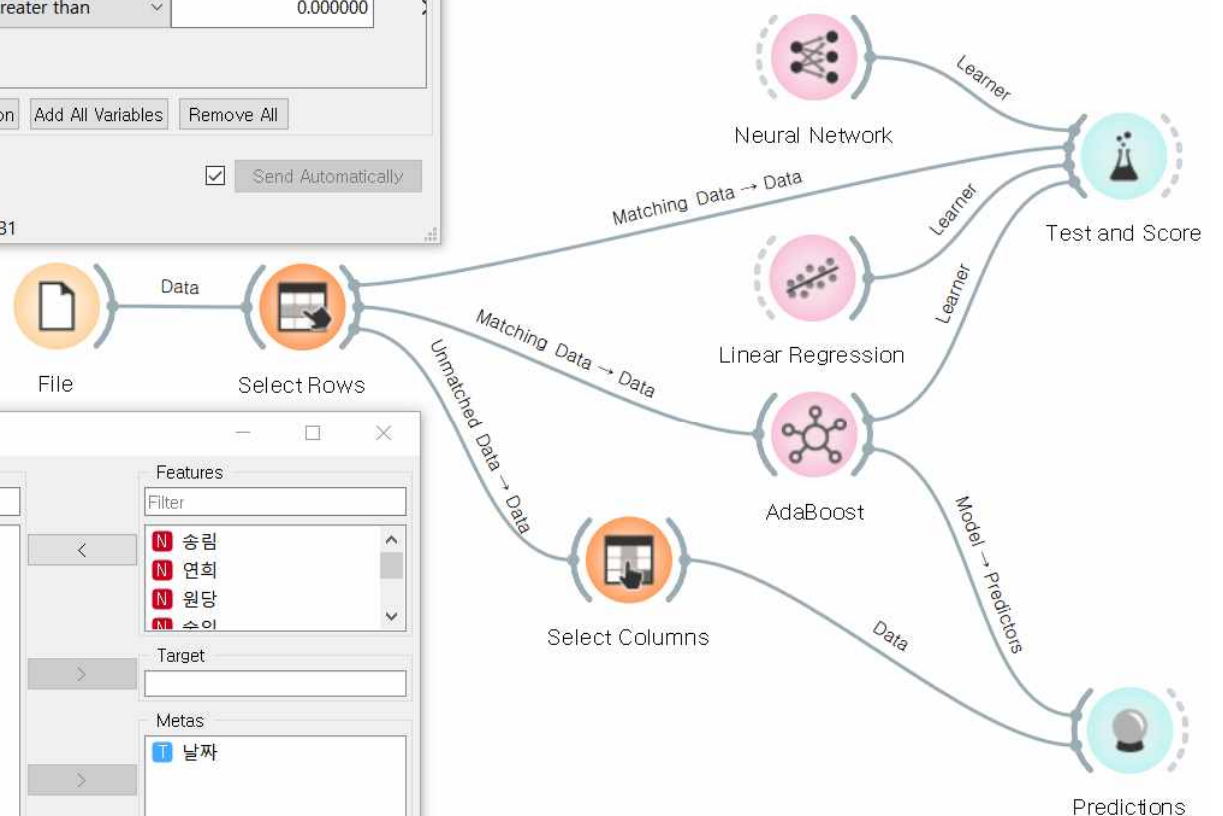 reater than
0.000000
on
Add All Variables
Remove All
Send Automatically
31
Neural Network
Learner
Matching Data → Data
Learner
Test and Score
Learner
Linear Regression
Data
File
Select Rows
Matching Data → Data
Unmatched Data → Data
AdaBoost
Model → Predictors
Select Columns
Data
Predictions
Features
Filter
<
N 송림
N 연희
N 원당
N 숭의
Target
>
Metas
T 날짜
>